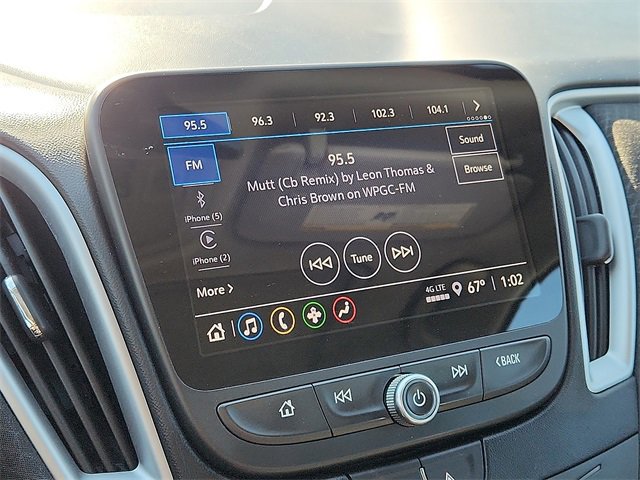 95.5 96.3 92.3 102.3 104.1
FM
95.5
Sound
Mutt (Cb Remix) by Leon Thomas &
Chris Brown on WPGC-FM
Browse
iPhone (5)
iPhone (2)
Tune
More
4G LTE 67° 1:02
BACK